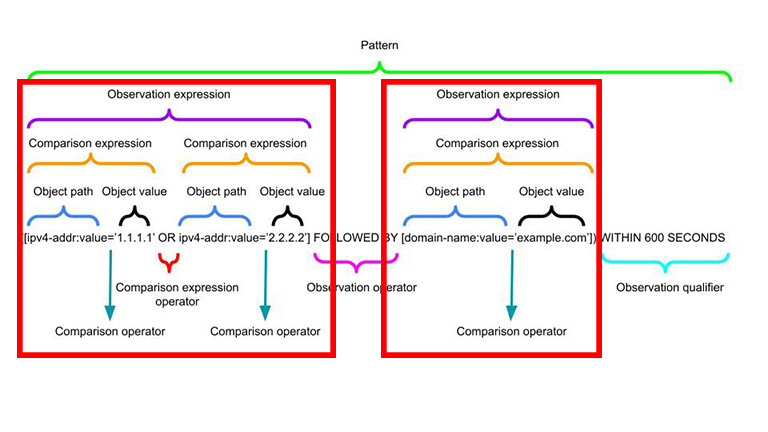 Pattern
Observation expression Observation expression
Comparison expression Comparison expression Comparison expression
Object path Object value Object path Object value Object path Object value
[ipv4-addr:value='1.1.1.1' OR ipv4-addr:value='2.2.2.2'] FOLLOWED BY [domain-name:value='example.com']) WITHIN 600 SECONDS
Comparison expression operator Observation operator Observation qualifier
Comparison operator Comparison operator Comparison operator